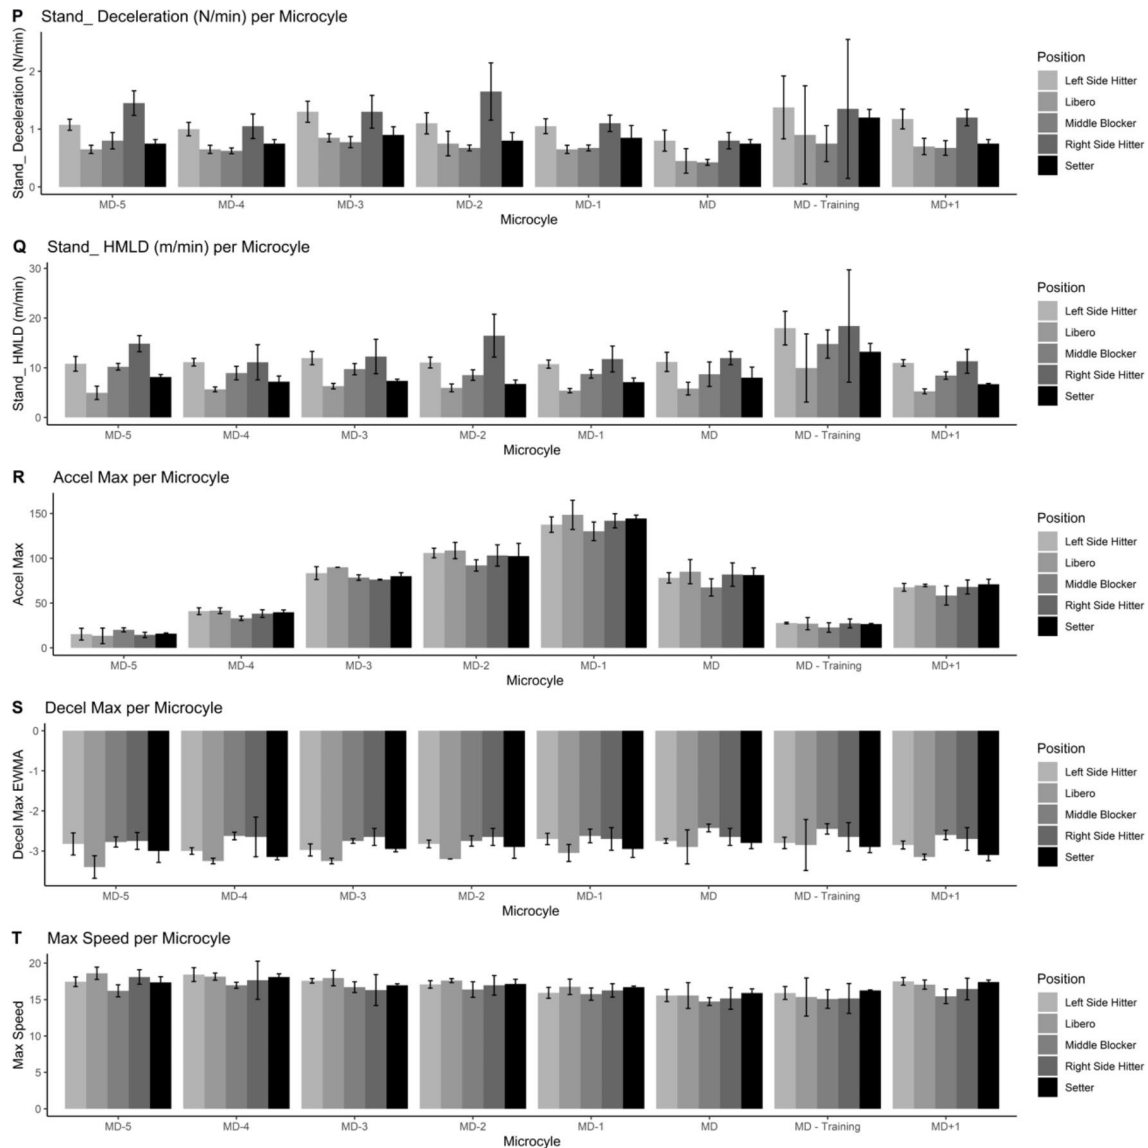 P Stand_ Deceleration (N/min) per Microcyle
Stand_ Deceleration (N/min)
2
1
0
MD-5 MD-4 MD-3 MD-2 MD-1 MD MD - Training MD+1
Microcyle
Position
Left Side Hitter
Libero
Middle Blocker
Right Side Hitter
Setter
Q Stand_ HMLD (m/min) per Microcyle
Stand_ HMLD (m/min)
30
20
10
0
MD-5 MD-4 MD-3 MD-2 MD-1 MD MD - Training MD+1
Microcyle
Position
Left Side Hitter
Libero
Middle Blocker
Right Side Hitter
Setter
R Accel Max per Microcyle
Accel Max
150
100
50
0
MD-5 MD-4 MD-3 MD-2 MD-1 MD MD - Training MD+1
Microcyle
Position
Left Side Hitter
Libero
Middle Blocker
Right Side Hitter
Setter
S Decel Max per Microcyle
Decel Max EWMA
0
-1
-2
-3
MD-5 MD-4 MD-3 MD-2 MD-1 MD MD - Training MD+1
Microcyle
Position
Left Side Hitter
Libero
Middle Blocker
Right Side Hitter
Setter
T Max Speed per Microcyle
Max Speed
20
15
10
5
0
MD-5 MD-4 MD-3 MD-2 MD-1 MD MD - Training MD+1
Microcyle
Position
Left Side Hitter
Libero
Middle Blocker
Right Side Hitter
Setter